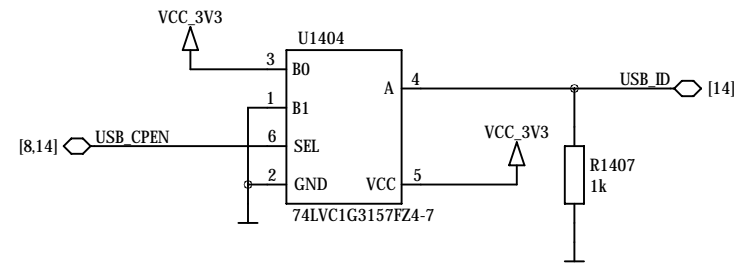 VCC_3V3
U1404
3
B0
4
A
USB_ID
[14]
1
B1
[8,14]
USB_CPEN
6
SEL
VCC_3V3
R1407
1k
2
GND
VCC
5
74LVC1G3157FZ4-7